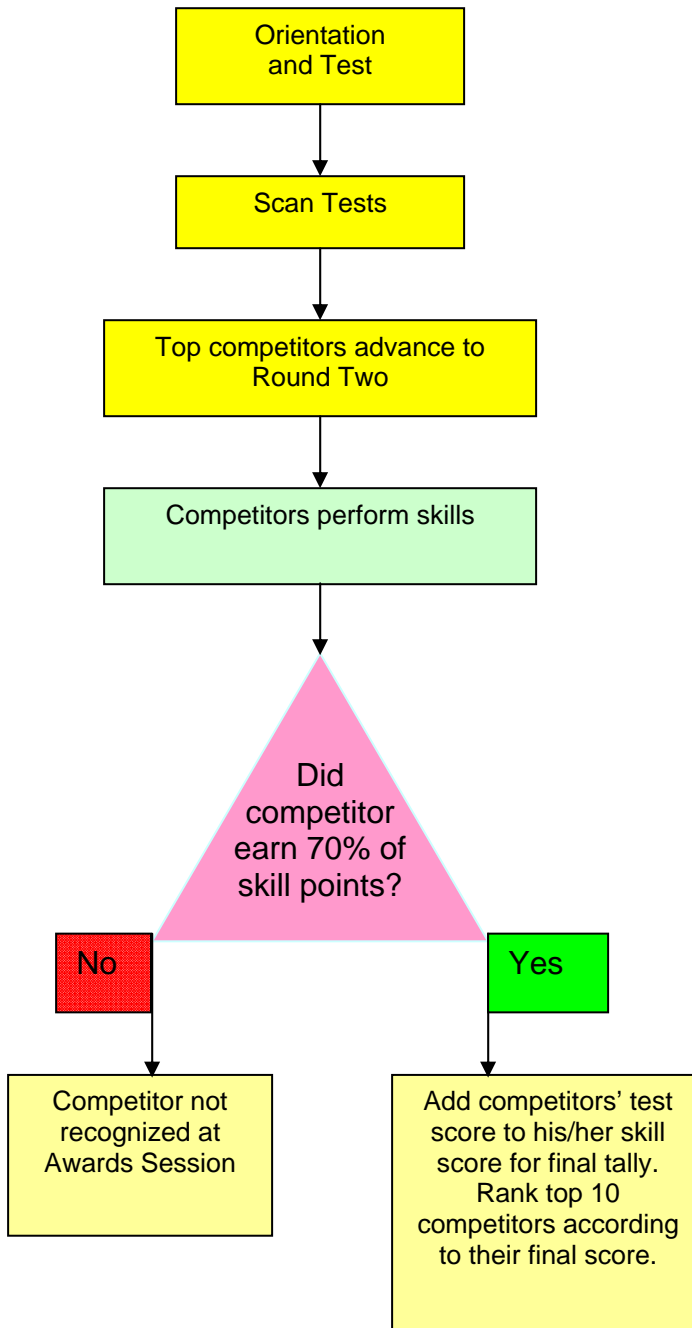 Orientation
and Test
Scan Tests
Top competitors advance to
Round Two
Competitors perform skills
Did
competitor
earn 70% of
skill points?
No
Yes
Competitor not
recognized at
Awards Session
Add competitors’ test
score to his/her skill
score for final tally.
Rank top 10
competitors according
to their final score.